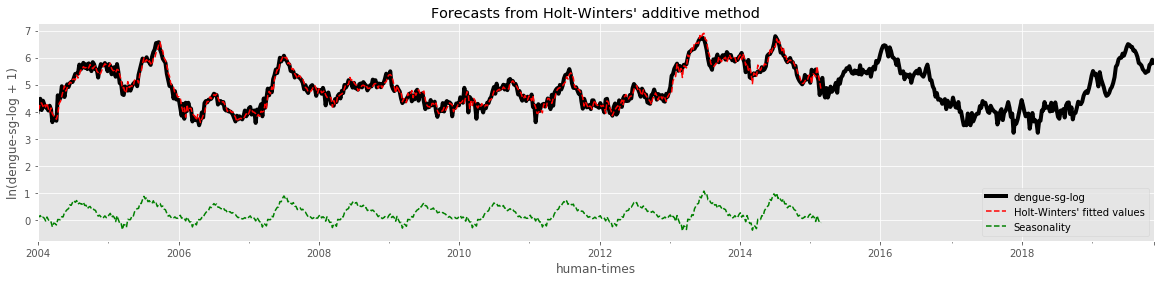 Forecasts from Holt-Winters' additive method
ln(dengue-sg-log + 1)
7
6
5
4
3
2
1
0
dengue-sg-log
Holt-Winters' fitted values
Seasonality
2004
2006
2008
2010
2012
2014
2016
2018
human-times